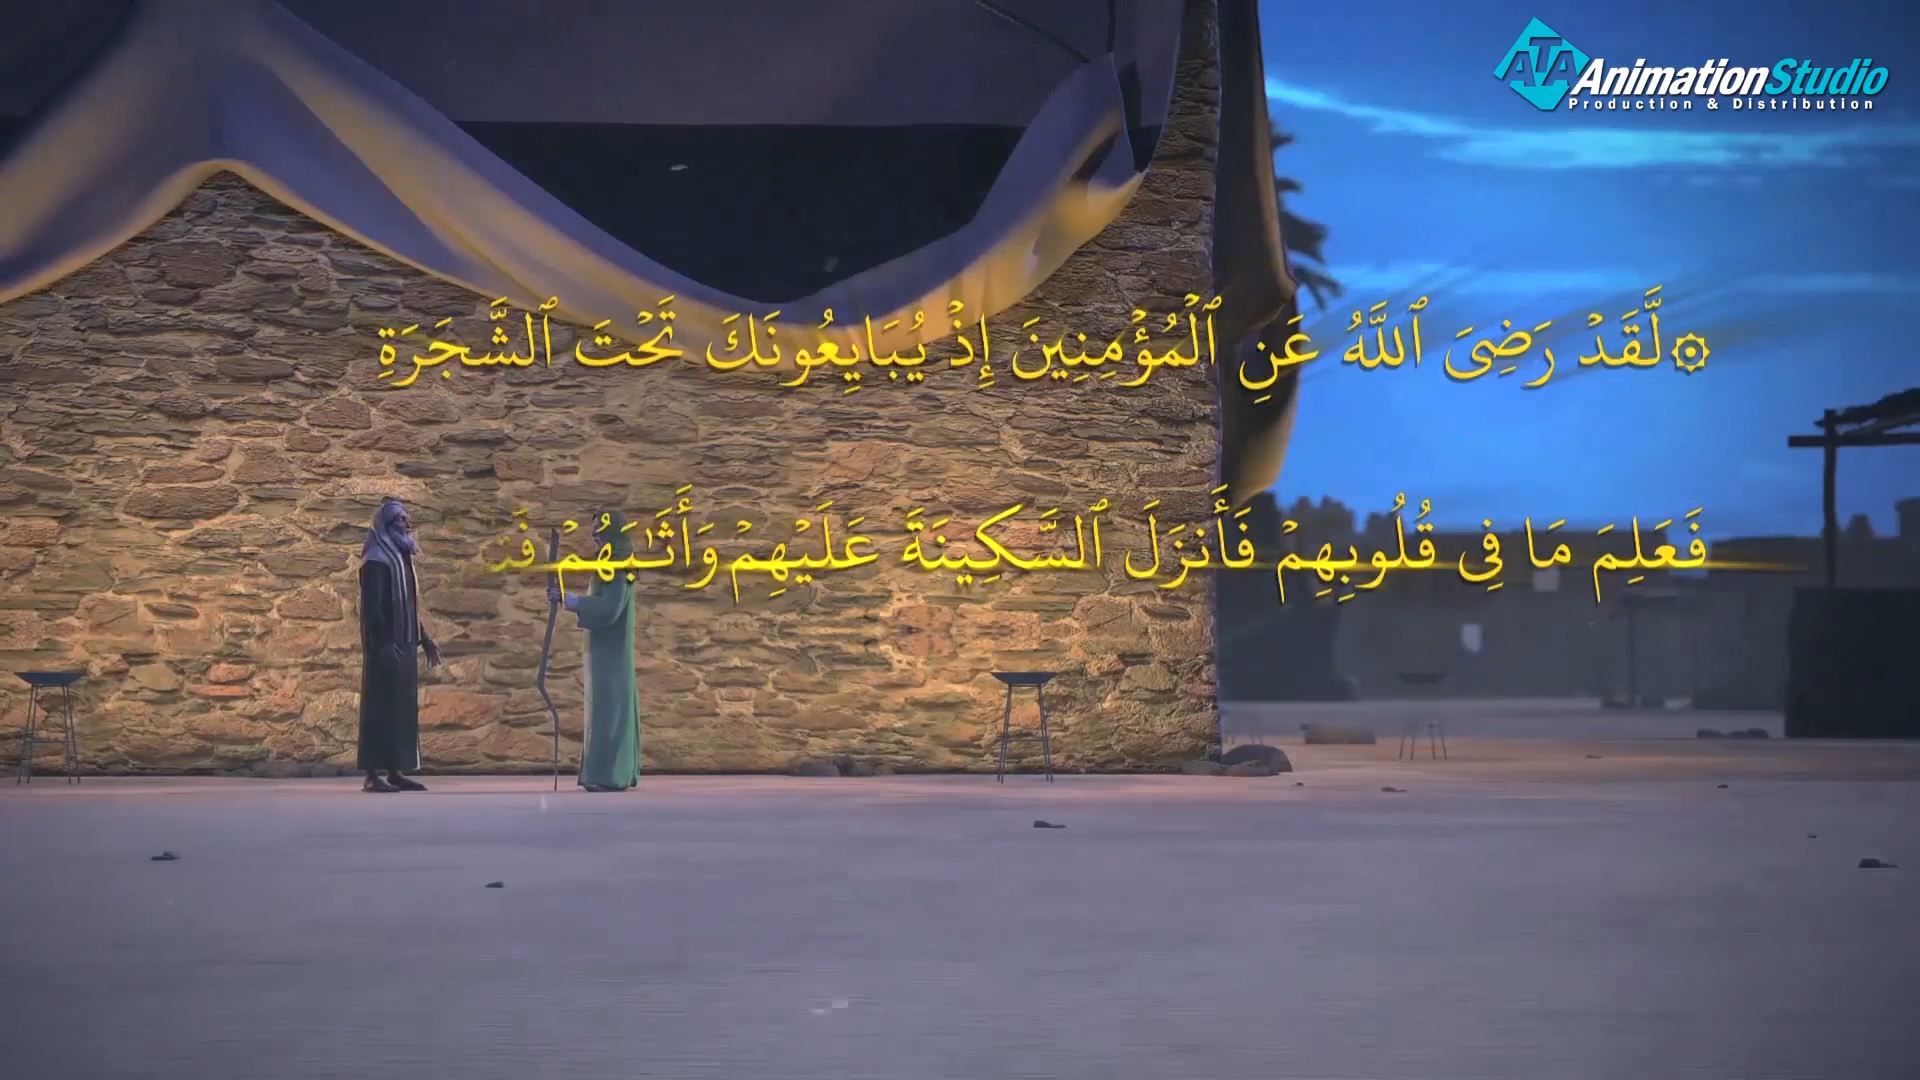 ATA AnimationStudio
Production & Distribution
۞ لَّقَدْ رَضِىَ ٱللَّهُ عَنِ ٱلْمُؤْمِنِينَ إِذْ يُبَايِعُونَكَ تَحْتَ ٱلشَّجَرَةِ
فَعَلِمَ مَا فِى قُلُوبِهِمْ فَأَنزَلَ ٱلسَّكِينَةَ عَلَيْهِمْ وَأَثَـٰبَهُمْ